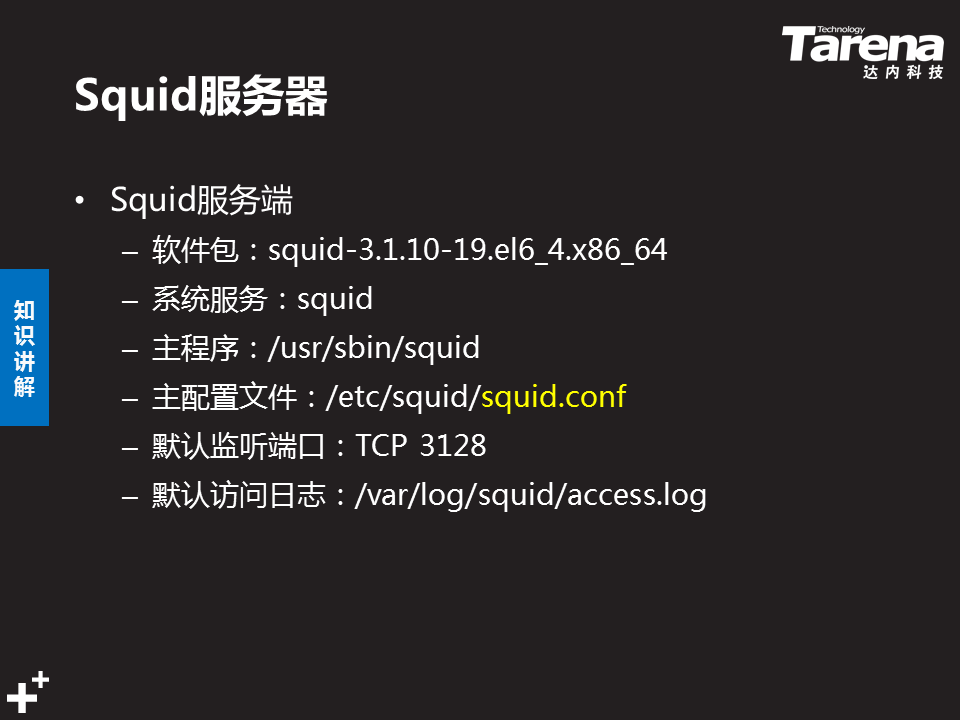 Technology
Tarena
达内科技
Squid服务器
• Squid服务端
– 软件包：squid-3.1.10-19.el6_4.x86_64
– 系统服务：squid
– 主程序：/usr/sbin/squid
– 主配置文件：/etc/squid/squid.conf
– 默认监听端口：TCP 3128
– 默认访问日志：/var/log/squid/access.log
知识讲解